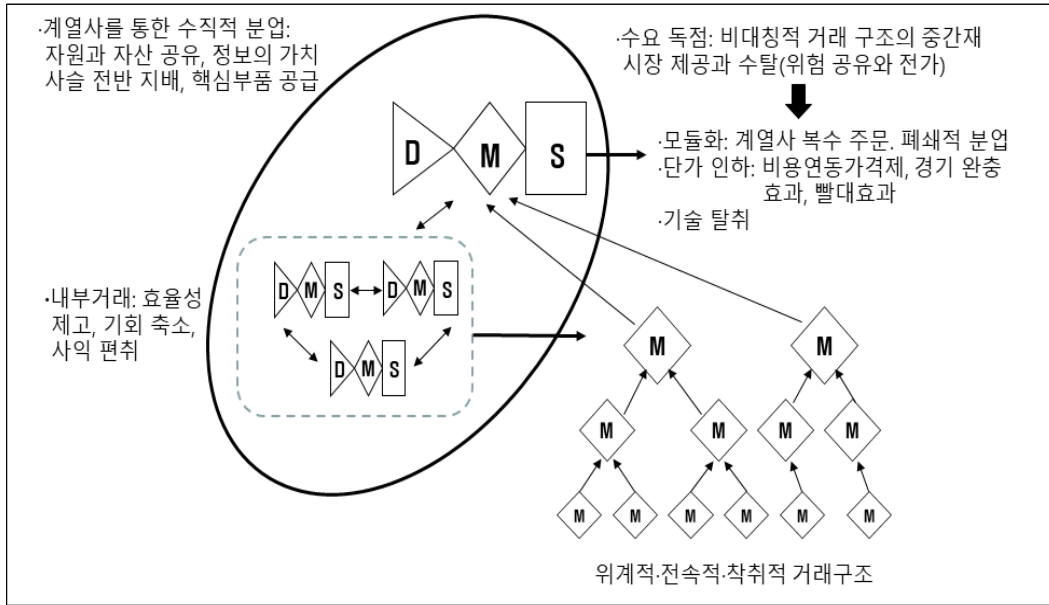 ·계열사를 통한 수직적 분업:
자원과 자산 공유, 정보의 가치
사슬 전반 지배, 핵심부품 공급
·수요 독점: 비대칭적 거래 구조의 중간재
시장 제공과 수탈(위험 공유와 전가)
D M S
·모듈화: 계열사 복수 주문. 폐쇄적 분업
·단가 인하: 비용연동가격제, 경기 완충
효과, 빨대효과
·기술 탈취
·내부거래: 효율성
제고, 기회 축소,
사익 편취
D M S D M S
D M S
M M
M M M M
M M M M M M
위계적·전속적·착취적 거래구조